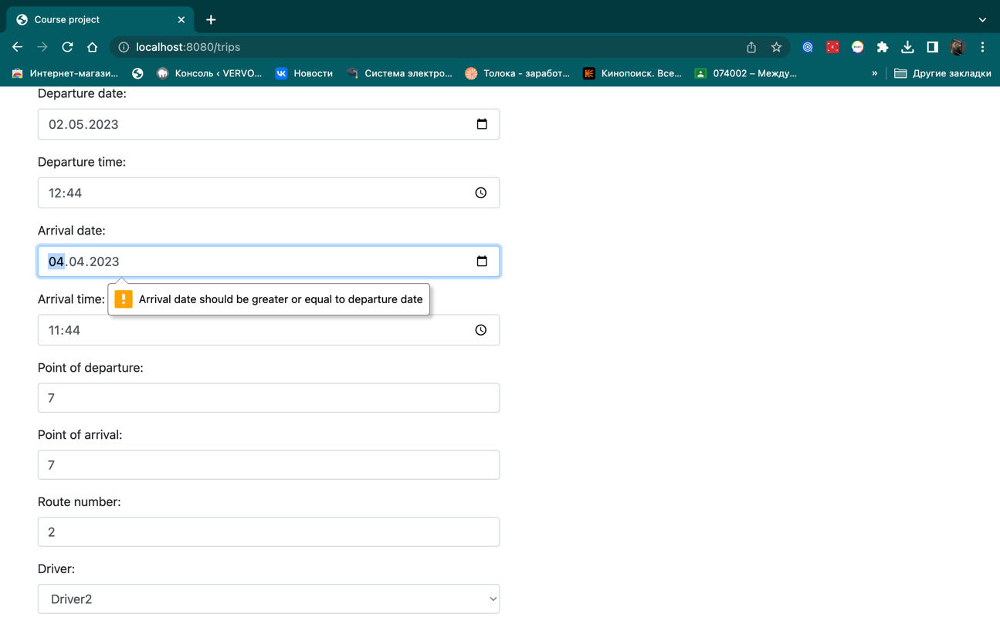 Course project
localhost:8080/trips
Интернет-магази...
Консоль ‹ VERVO...
Новости
Система электро...
Толока - заработ...
Кинопоиск. Все...
074002 – Между...
»
Другие закладки
Departure date:
02.05.2023
Departure time:
12:44
Arrival date:
04.04.2023
Arrival time:
Arrival date should be greater or equal to departure date
11:44
Point of departure:
7
Point of arrival:
7
Route number:
2
Driver:
Driver2